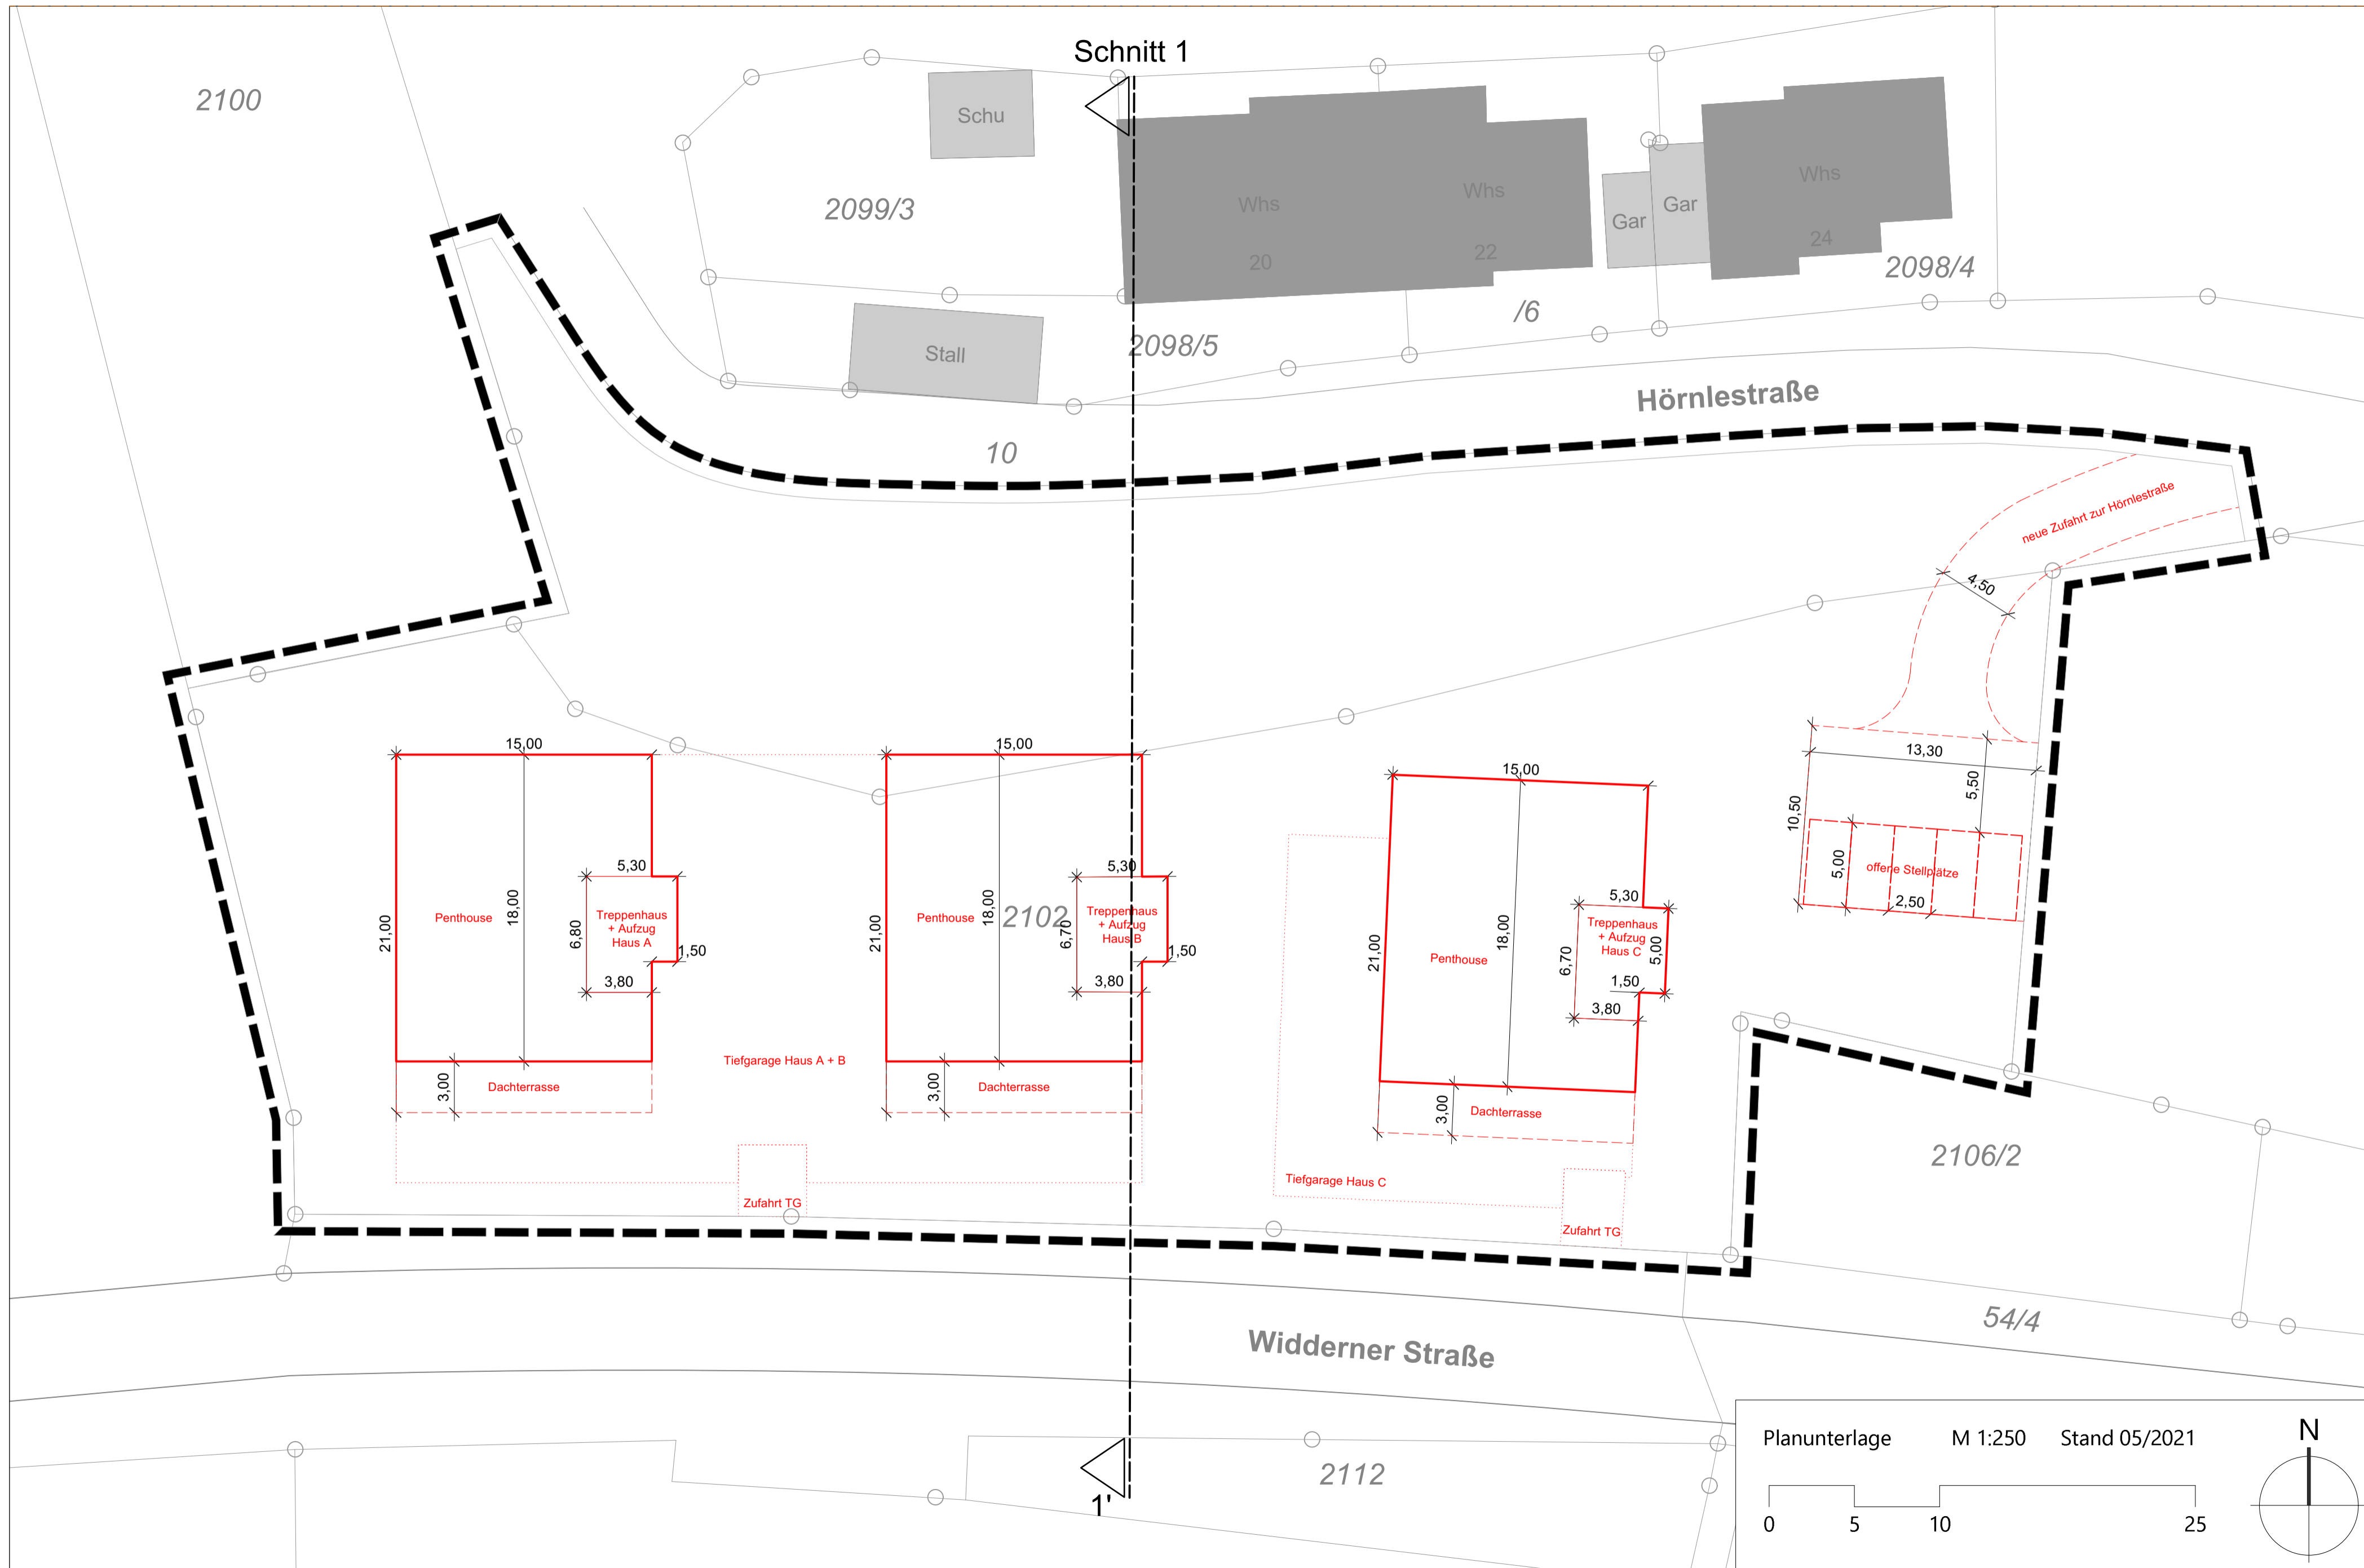 Schnitt 1
2100
Schu
2099/3
Whs
20
Whs
22
Gar
Gar
Whs
24
2098/4
/6
2098/5
Stall
Hörnlestraße
10
neue Zufahrt zur Hörnlestraße
4,50
13,30
5,50
10,50
5,00
offene Stellplätze
2,50
15,00
5,30
21,00
Penthouse
18,00
6,80
Treppenhaus
+ Aufzug
Haus A
1,50
3,80
3,00
Dachterrasse
Tiefgarage Haus A + B
Zufahrt TG
15,00
5,30
21,00
Penthouse
18,00
2102
6,70
Treppenhaus
+ Aufzug
Haus B
1,50
3,80
3,00
Dachterrasse
15,00
5,30
21,00
Penthouse
18,00
6,70
Treppenhaus
+ Aufzug
Haus C
5,00
1,50
3,80
3,00
Dachterrasse
Tiefgarage Haus C
Zufahrt TG
2106/2
54/4
Widderner Straße
2112
1'
Planunterlage M 1:250 Stand 05/2021
N
0 5 10 25